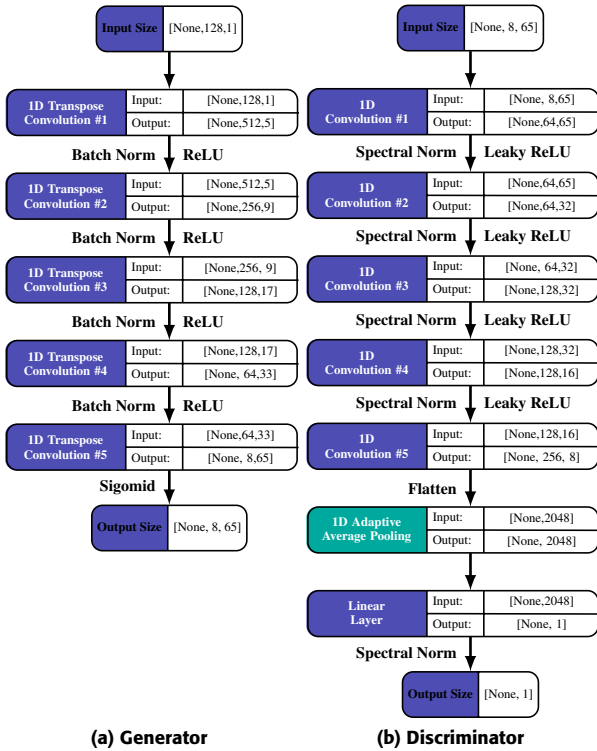 Input Size [None,128,1]
1D Transpose
Convolution #1
Input: [None,128,1]
Output: [None,512,5]
Batch Norm ReLU
1D Transpose
Convolution #2
Input: [None,512,5]
Output: [None,256,9]
Batch Norm ReLU
1D Transpose
Convolution #3
Input: [None,256, 9]
Output: [None,128,17]
Batch Norm ReLU
1D Transpose
Convolution #4
Input: [None,128,17]
Output: [None, 64,33]
Batch Norm ReLU
1D Transpose
Convolution #5
Input: [None,64,33]
Output: [None, 8,65]
Sigomid
Output Size [None, 8, 65]
(a) Generator
Input Size [None, 8, 65]
1D
Convolution #1
Input: [None, 8,65]
Output: [None,64,65]
Spectral Norm Leaky ReLU
1D
Convolution #2
Input: [None,64,65]
Output: [None,64,32]
Spectral Norm Leaky ReLU
1D
Convolution #3
Input: [None, 64,32]
Output: [None,128,32]
Spectral Norm Leaky ReLU
1D
Convolution #4
Input: [None,128,32]
Output: [None,128,16]
Spectral Norm Leaky ReLU
1D
Convolution #5
Input: [None,128,16]
Output: [None, 256, 8]
Flatten
1D Adaptive
Average Pooling
Input: [None,2048]
Output: [None, 2048]
Linear
Layer
Input: [None,2048]
Output: [None, 1]
Spectral Norm
Output Size [None, 1]
(b) Discriminator